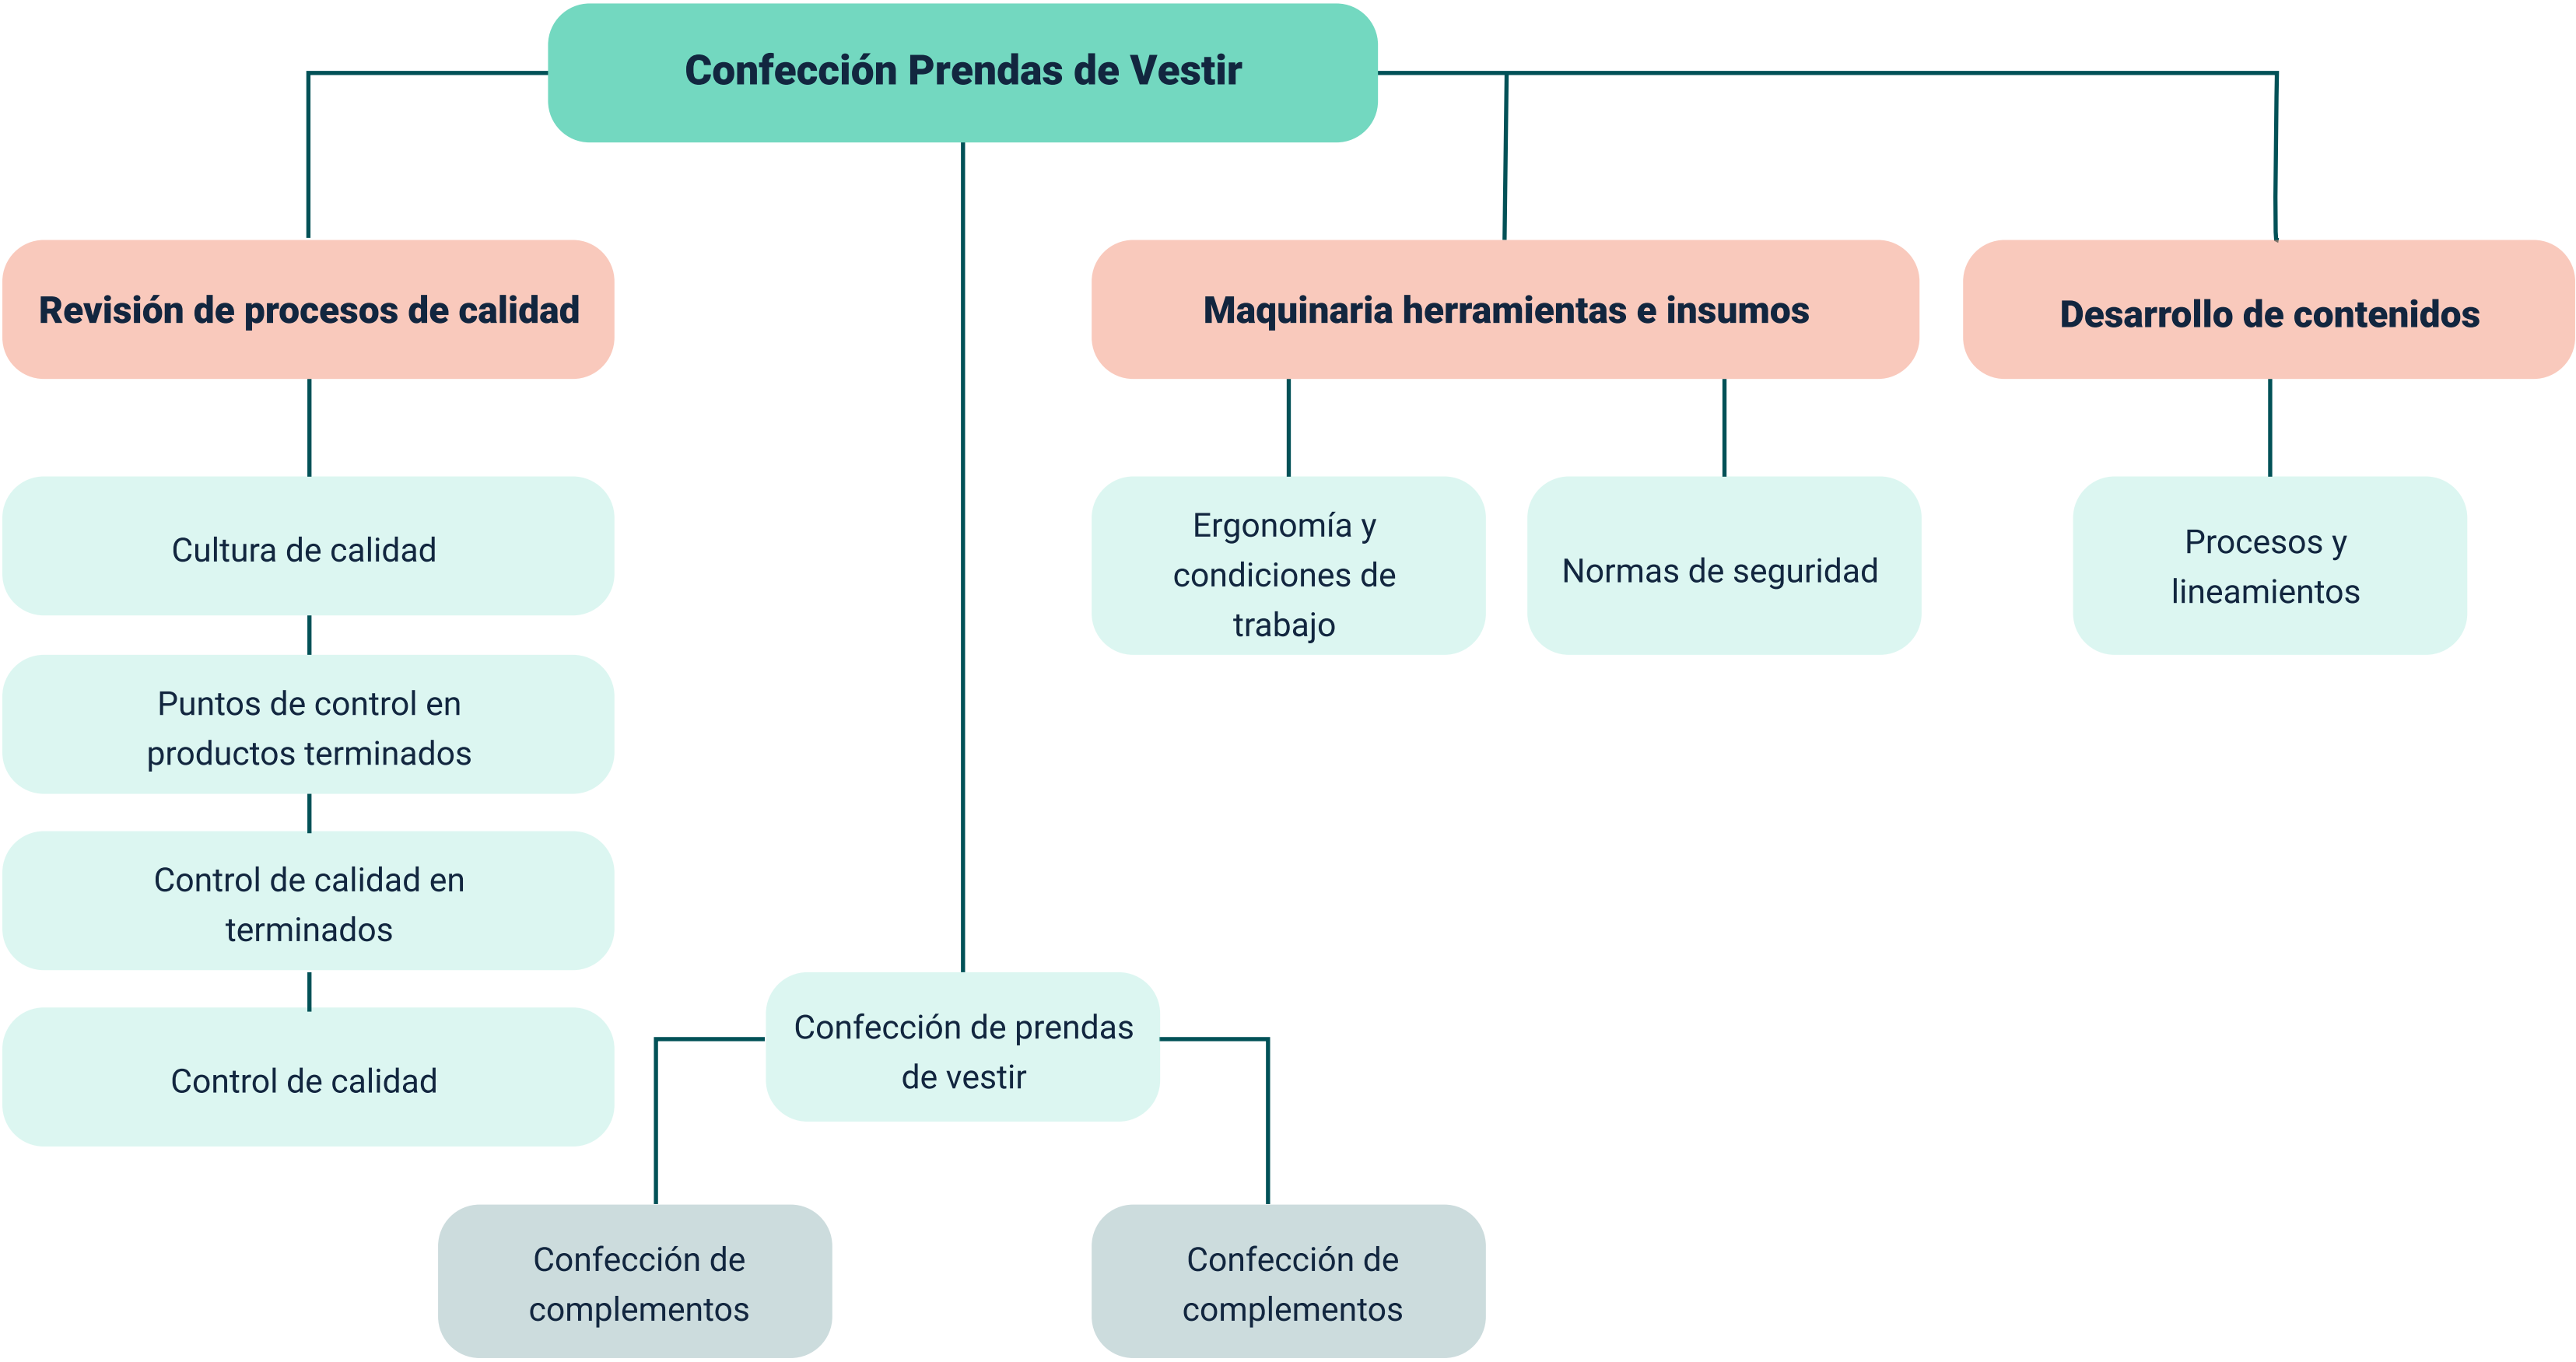 Confección Prendas de Vestir
Revisión de procesos de calidad
Maquinaria herramientas e insumos
Desarrollo de contenidos
Cultura de calidad
Puntos de control en
productos terminados
Control de calidad en
terminados
Control de calidad
Ergonomía y
condiciones de
trabajo
Normas de seguridad
Procesos y
lineamientos
Confección de prendas
de vestir
Confección de
complementos
Confección de
complementos